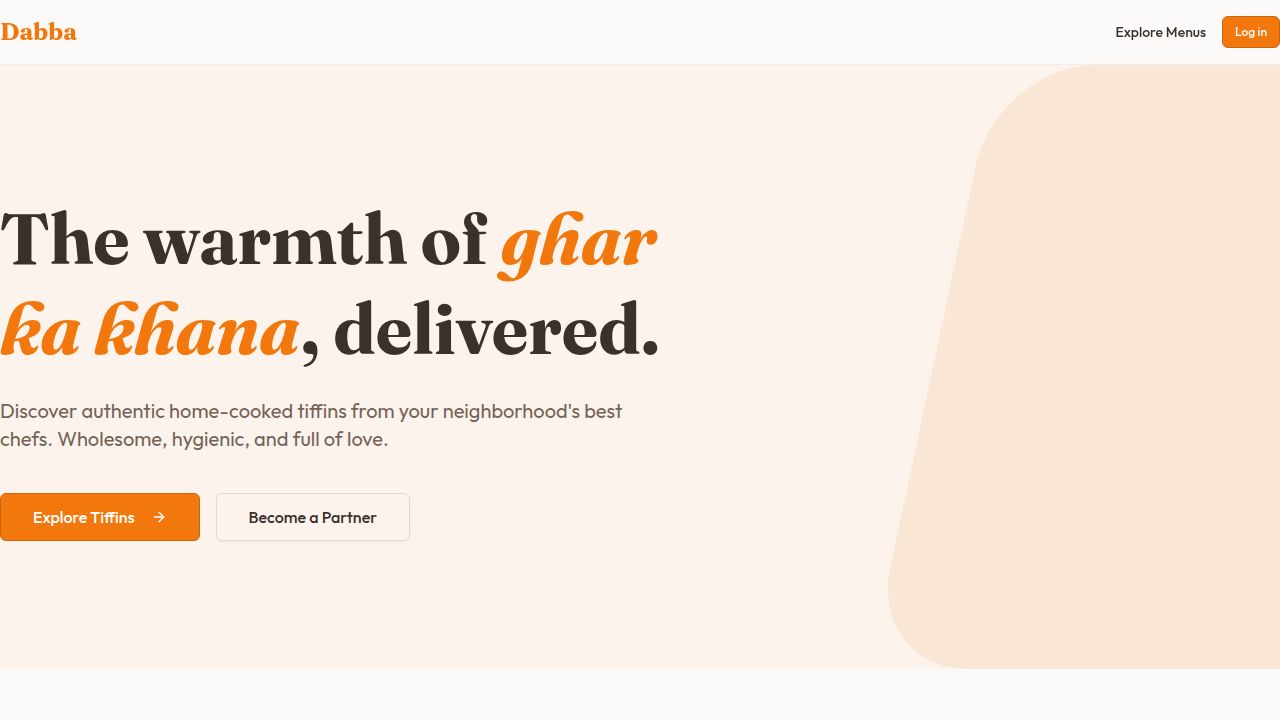 Dabba
Explore Menus
Log in
The warmth of ghar
ka khana, delivered.
Discover authentic home-cooked tiffins from your neighborhood's best
chefs. Wholesome, hygienic, and full of love.
Explore Tiffins →
Become a Partner